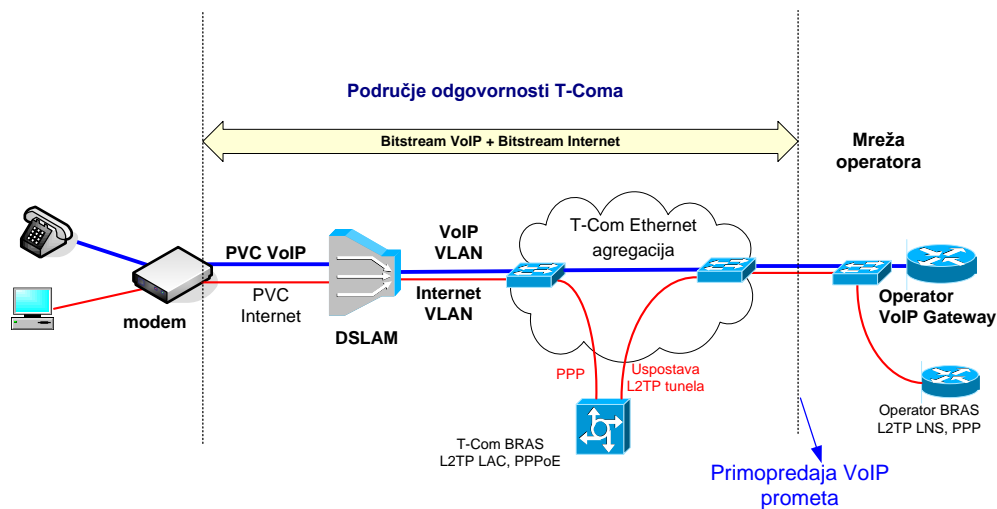 Područje odgovornosti T-Coma
Bitstream VoIP + Bitstream Internet
Mreža
operatora
T-Com Ethernet
agregacija
VoIP
VLAN
PVC VoIP
PVC
Internet
Internet
VLAN
modem
DSLAM
Operator
VoIP Gateway
PPP
Uspostava
L2TP tunela
T-Com BRAS
L2TP LAC, PPPoE
Operator BRAS
L2TP LNS, PPP
Primopredaja VoIP
prometa